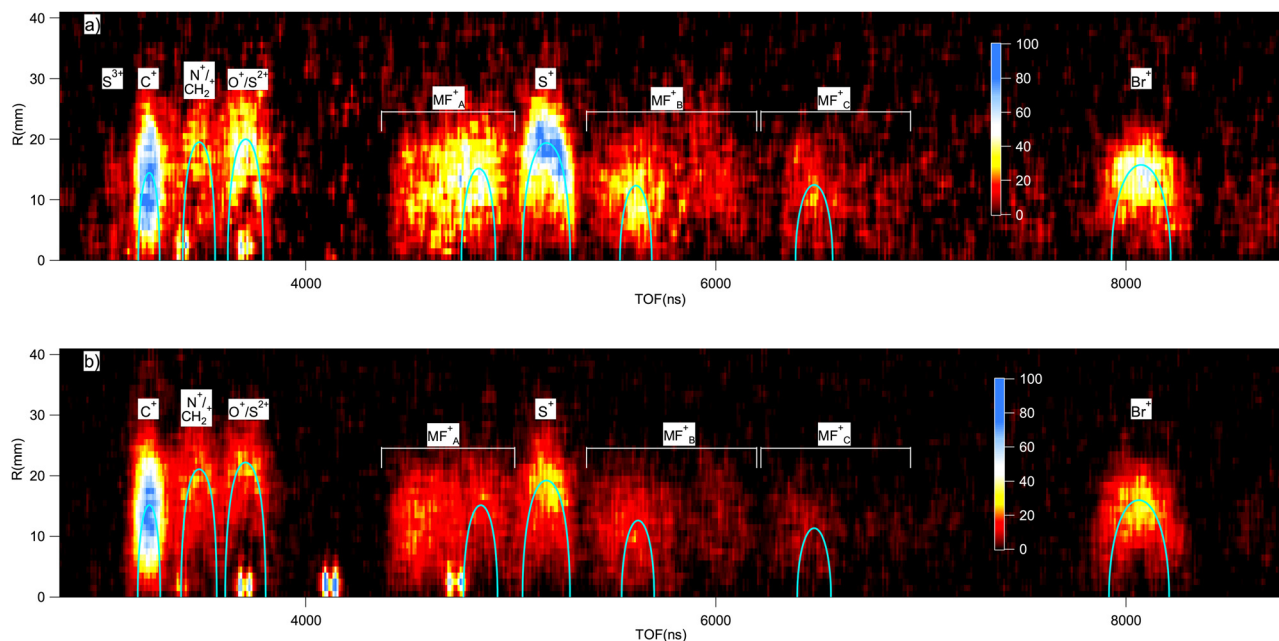 a)
R(mm)
40
30
20
10
0
S3+
C+
N+/
CH2+
O+/S2+
MF+A
S+
MF+B
MF+C
Br+
100
80
60
40
20
0
4000
6000
8000
TOF(ns)
b)
R(mm)
40
30
20
10
0
C+
N+/
CH2+
O+/S2+
MF+A
S+
MF+B
MF+C
Br+
100
80
60
40
20
0
4000
6000
8000
TOF(ns)